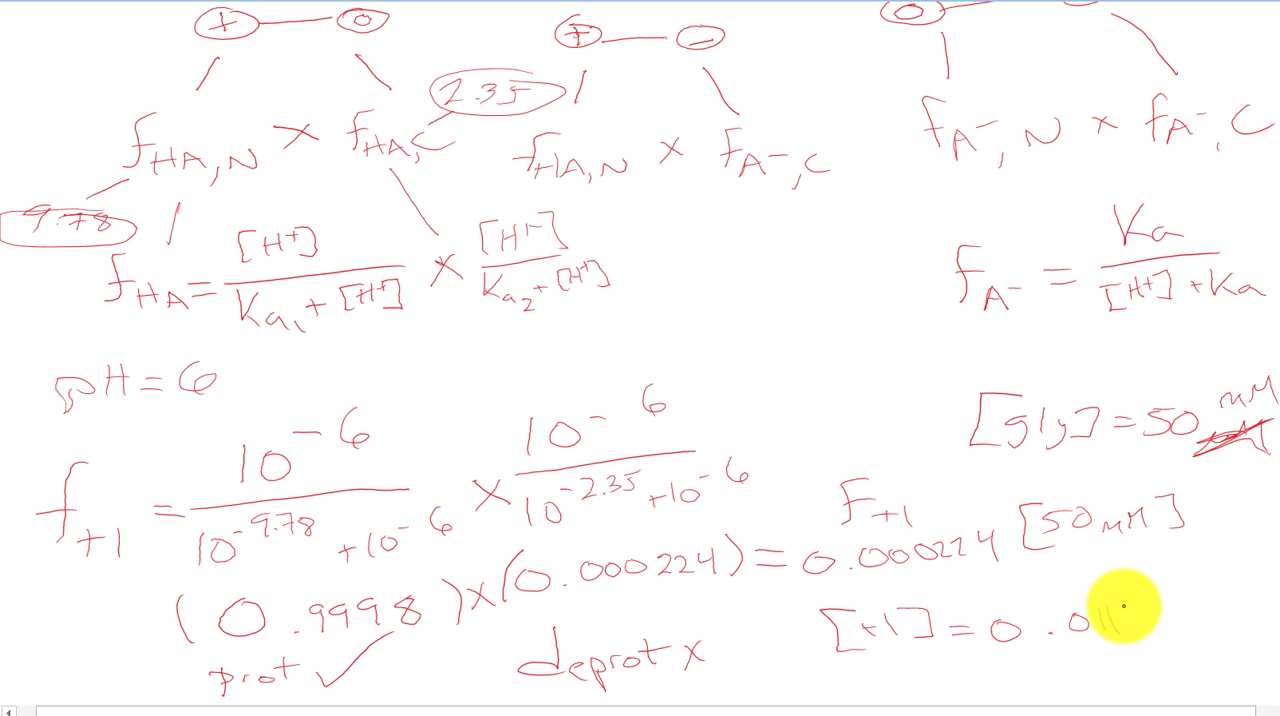 + — 0
+ — −
0
2.35
f_HA,N × f_HA,C
f_HA,N × f_A⁻,C
f_A⁻,N × f_A⁻,C
9.78
f_HA = [H⁺] / (Ka₁ + [H⁺]) × [H⁺] / (Ka₂ + [H⁺])
f_A⁻ = Ka / ([H⁺] + Ka)
pH = 6
[gly] = 50 mM
f₊₁ = 10⁻⁶ / (10⁻⁹·⁷⁸ + 10⁻⁶) × 10⁻⁶ / (10⁻²·³⁵ + 10⁻⁶)
f₊₁
(0.9998) × (0.000224) = 0.000224 [50 mM]
[+1] = 0.011
prot ✓
deprot x